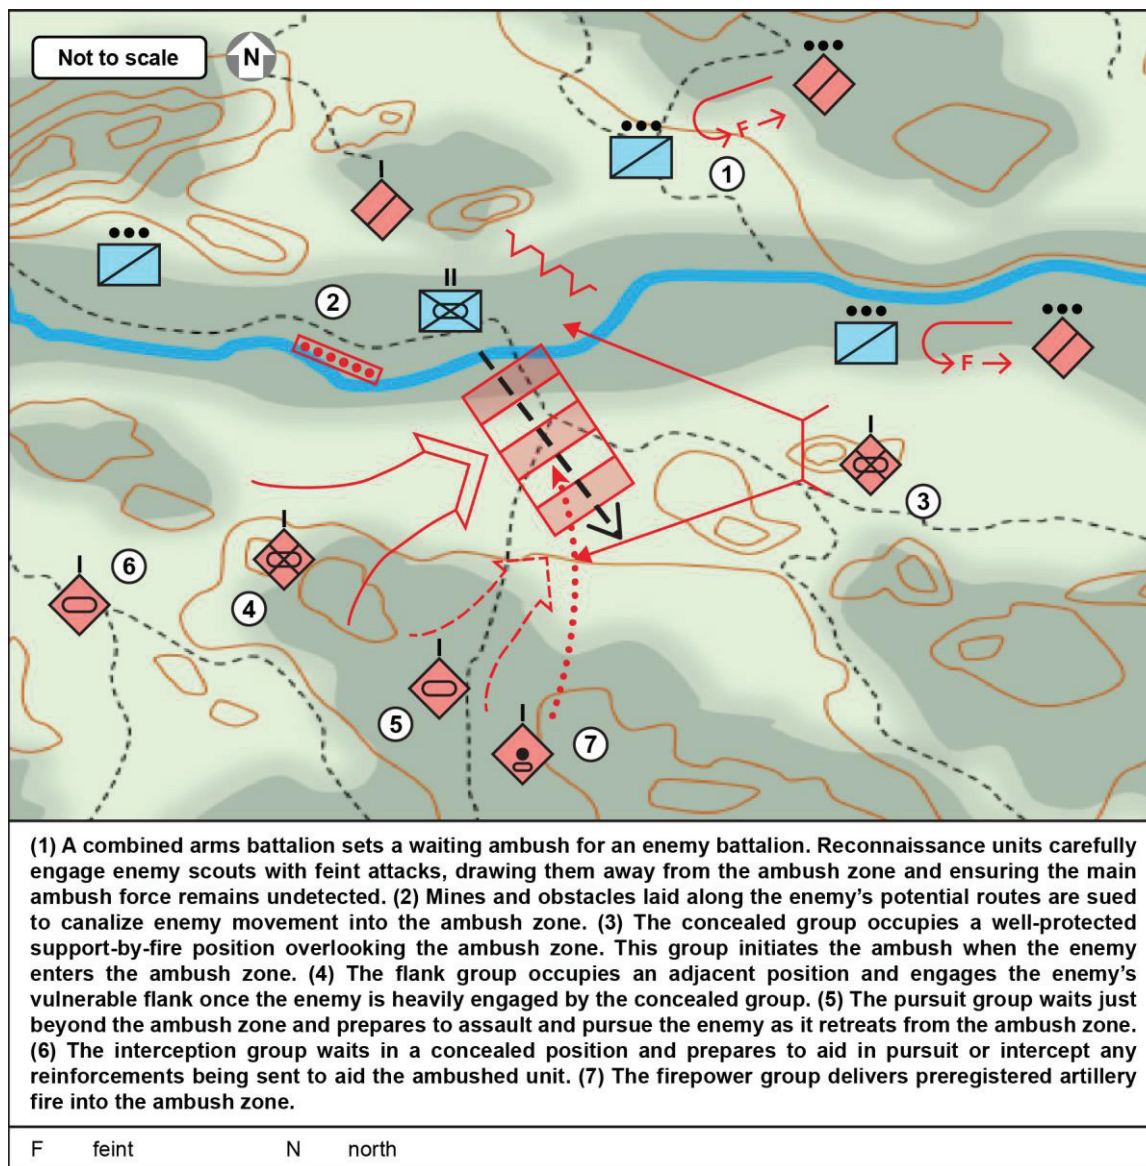 Not to scale
N
F
1
I
2
II
F
I
3
I
I
6
4
I
5
I
7
(1) A combined arms battalion sets a waiting ambush for an enemy battalion. Reconnaissance units carefully
engage enemy scouts with feint attacks, drawing them away from the ambush zone and ensuring the main
ambush force remains undetected. (2) Mines and obstacles laid along the enemy's potential routes are sued
to canalize enemy movement into the ambush zone. (3) The concealed group occupies a well-protected
support-by-fire position overlooking the ambush zone. This group initiates the ambush when the enemy
enters the ambush zone. (4) The flank group occupies an adjacent position and engages the enemy's
vulnerable flank once the enemy is heavily engaged by the concealed group. (5) The pursuit group waits just
beyond the ambush zone and prepares to assault and pursue the enemy as it retreats from the ambush zone.
(6) The interception group waits in a concealed position and prepares to aid in pursuit or intercept any
reinforcements being sent to aid the ambushed unit. (7) The firepower group delivers preregistered artillery
fire into the ambush zone.
F feint N north